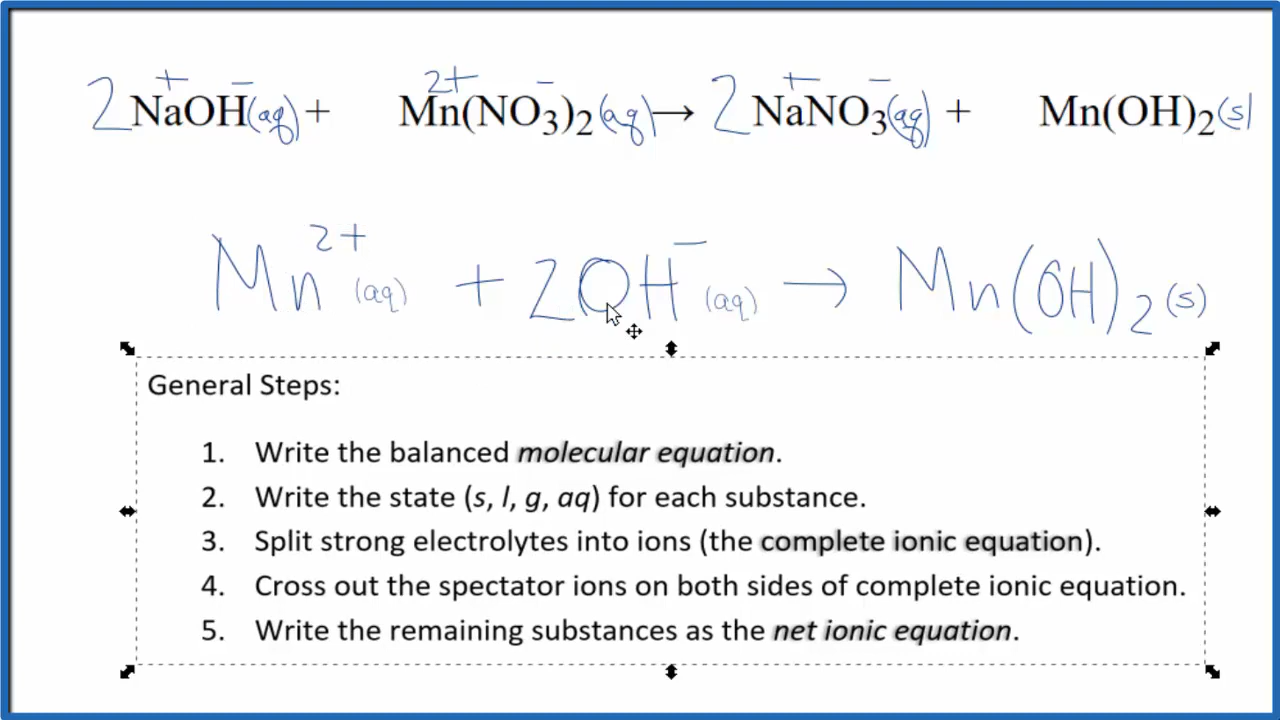 2NaOH(aq) + Mn(NO3)2(aq) → 2NaNO3(aq) + Mn(OH)2(s)
+ − 2+ − + −
Mn2+(aq) + 2OH−(aq) → Mn(OH)2(s)
General Steps:
1. Write the balanced molecular equation.
2. Write the state (s, l, g, aq) for each substance.
3. Split strong electrolytes into ions (the complete ionic equation).
4. Cross out the spectator ions on both sides of complete ionic equation.
5. Write the remaining substances as the net ionic equation.